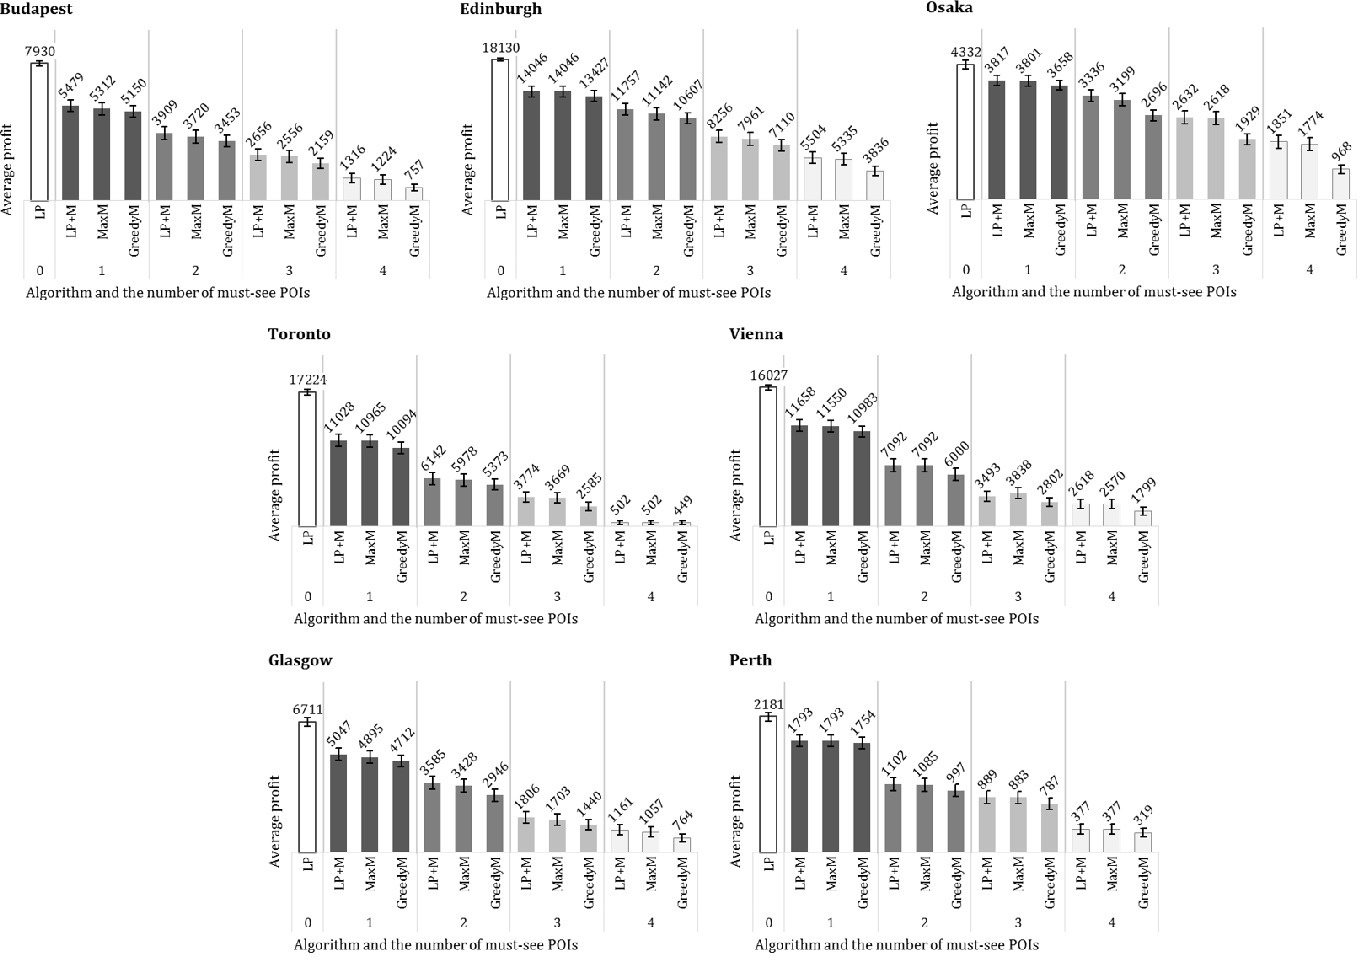 Budapest
Average profit
7930
5479
5312
5150
3909
3720
3453
2656
2556
2159
1316
1224
757
LP
LP+M
MaxM
GreedyM
LP+M
MaxM
GreedyM
LP+M
MaxM
GreedyM
LP+M
MaxM
GreedyM
0 1 2 3 4
Algorithm and the number of must-see POIs
Edinburgh
Average profit
18130
14046
14046
13427
11757
11142
10607
8256
7961
7110
5504
5335
3836
LP
LP+M
MaxM
GreedyM
LP+M
MaxM
GreedyM
LP+M
MaxM
GreedyM
LP+M
MaxM
GreedyM
0 1 2 3 4
Algorithm and the number of must-see POIs
Osaka
Average profit
4332
3817
3801
3658
3336
3199
2696
2632
2618
1929
1851
1774
968
LP
LP+M
MaxM
GreedyM
LP+M
MaxM
GreedyM
LP+M
MaxM
GreedyM
LP+M
MaxM
GreedyM
0 1 2 3 4
Algorithm and the number of must-see POIs
Toronto
Average profit
17224
11028
10965
10094
6142
5978
5373
3774
3669
2585
502
502
449
LP
LP+M
MaxM
GreedyM
LP+M
MaxM
GreedyM
LP+M
MaxM
GreedyM
LP+M
MaxM
GreedyM
0 1 2 3 4
Algorithm and the number of must-see POIs
Vienna
Average profit
16027
11658
11550
10983
7092
7092
6000
3493
3838
2802
2618
2570
1799
LP
LP+M
MaxM
GreedyM
LP+M
MaxM
GreedyM
LP+M
MaxM
GreedyM
LP+M
MaxM
GreedyM
0 1 2 3 4
Algorithm and the number of must-see POIs
Glasgow
Average profit
6711
5047
4895
4712
3585
3428
2946
1806
1703
1440
1161
1057
764
LP
LP+M
MaxM
GreedyM
LP+M
MaxM
GreedyM
LP+M
MaxM
GreedyM
LP+M
MaxM
GreedyM
0 1 2 3 4
Algorithm and the number of must-see POIs
Perth
Average profit
2181
1793
1793
1754
1102
1085
997
889
883
787
377
377
319
LP
LP+M
MaxM
GreedyM
LP+M
MaxM
GreedyM
LP+M
MaxM
GreedyM
LP+M
MaxM
GreedyM
0 1 2 3 4
Algorithm and the number of must-see POIs